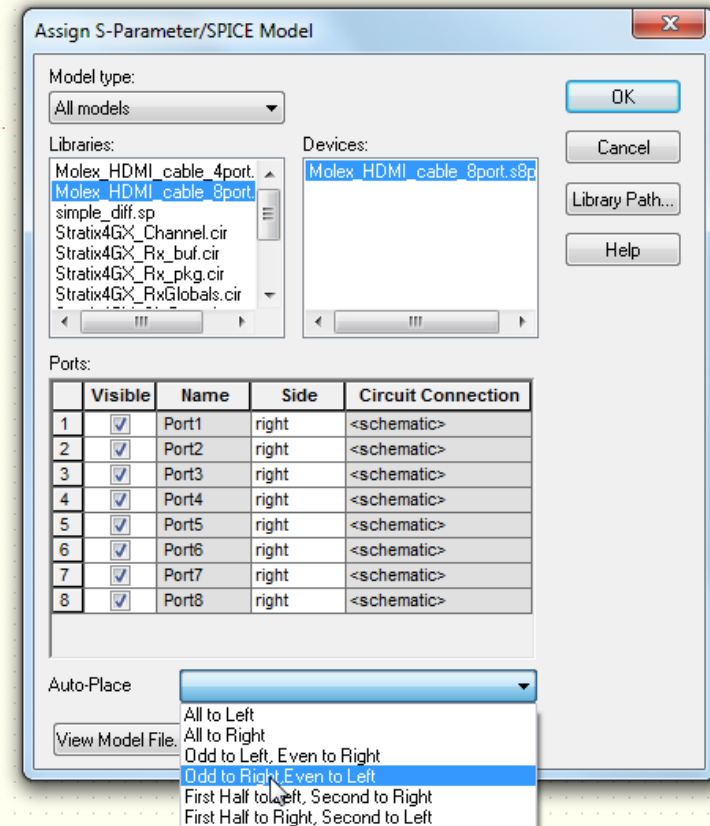 Assign S-Parameter/SPICE Model
Model type:
All models
OK
Libraries:
Devices:
Cancel
Molex_HDMI_cable_4port.
Molex_HDMI_cable_8port.s8p
Molex_HDMI_cable_8port.
simple_diff.sp
Library Path...
Stratix4GX_Channel.cir
Stratix4GX_Rx_buf.cir
Help
Stratix4GX_Rx_pkg.cir
Stratix4GX_RxGlobals.cir
Ports:
Visible Name Side Circuit Connection
1 Port1 right <schematic>
2 Port2 right <schematic>
3 Port3 right <schematic>
4 Port4 right <schematic>
5 Port5 right <schematic>
6 Port6 right <schematic>
7 Port7 right <schematic>
8 Port8 right <schematic>
Auto-Place
All to Left
View Model File.
All to Right
Odd to Left, Even to Right
Odd to Right,Even to Left
First Half to Left, Second to Right
First Half to Right, Second to Left